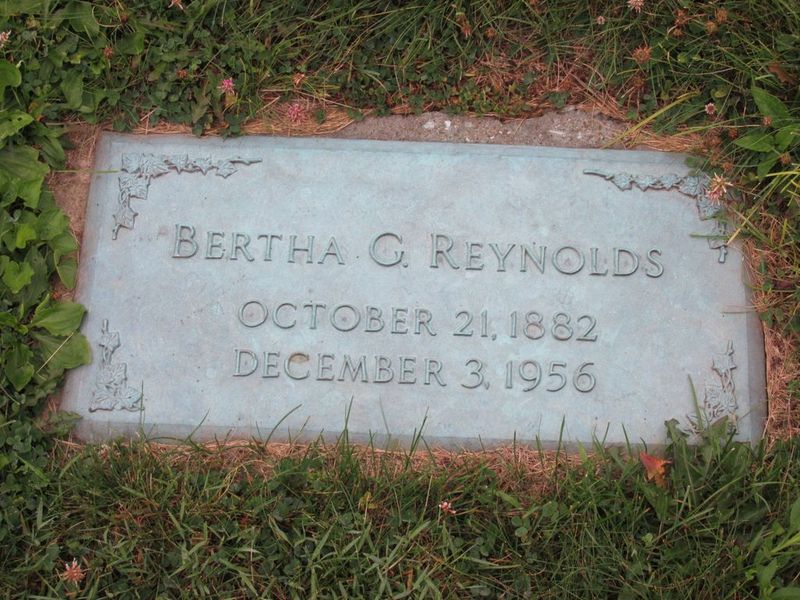 BERTHA G. REYNOLDS
OCTOBER 21, 1882
DECEMBER 3, 1956